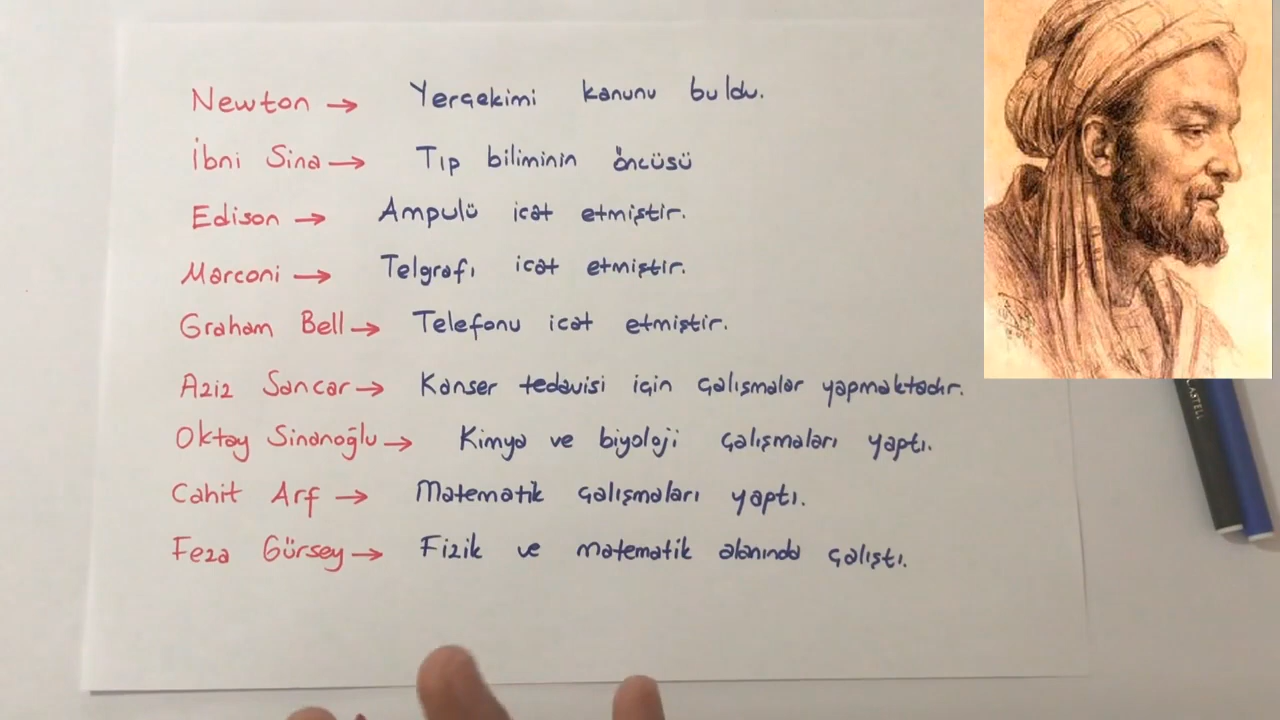 Newton → Yerçekimi kanunu buldu.
İbni Sina → Tıp biliminin öncüsü
Edison → Ampulü icat etmiştir.
Marconi → Telgrafı icat etmiştir.
Graham Bell → Telefonu icat etmiştir.
Aziz Sancar → Kanser tedavisi için çalışmalar yapmaktadır.
Oktay Sinanoğlu → Kimya ve biyoloji çalışmaları yaptı.
Cahit Arf → Matematik çalışmaları yaptı.
Feza Gürsey → Fizik ve matematik alanında çalıştı.
CASTELL